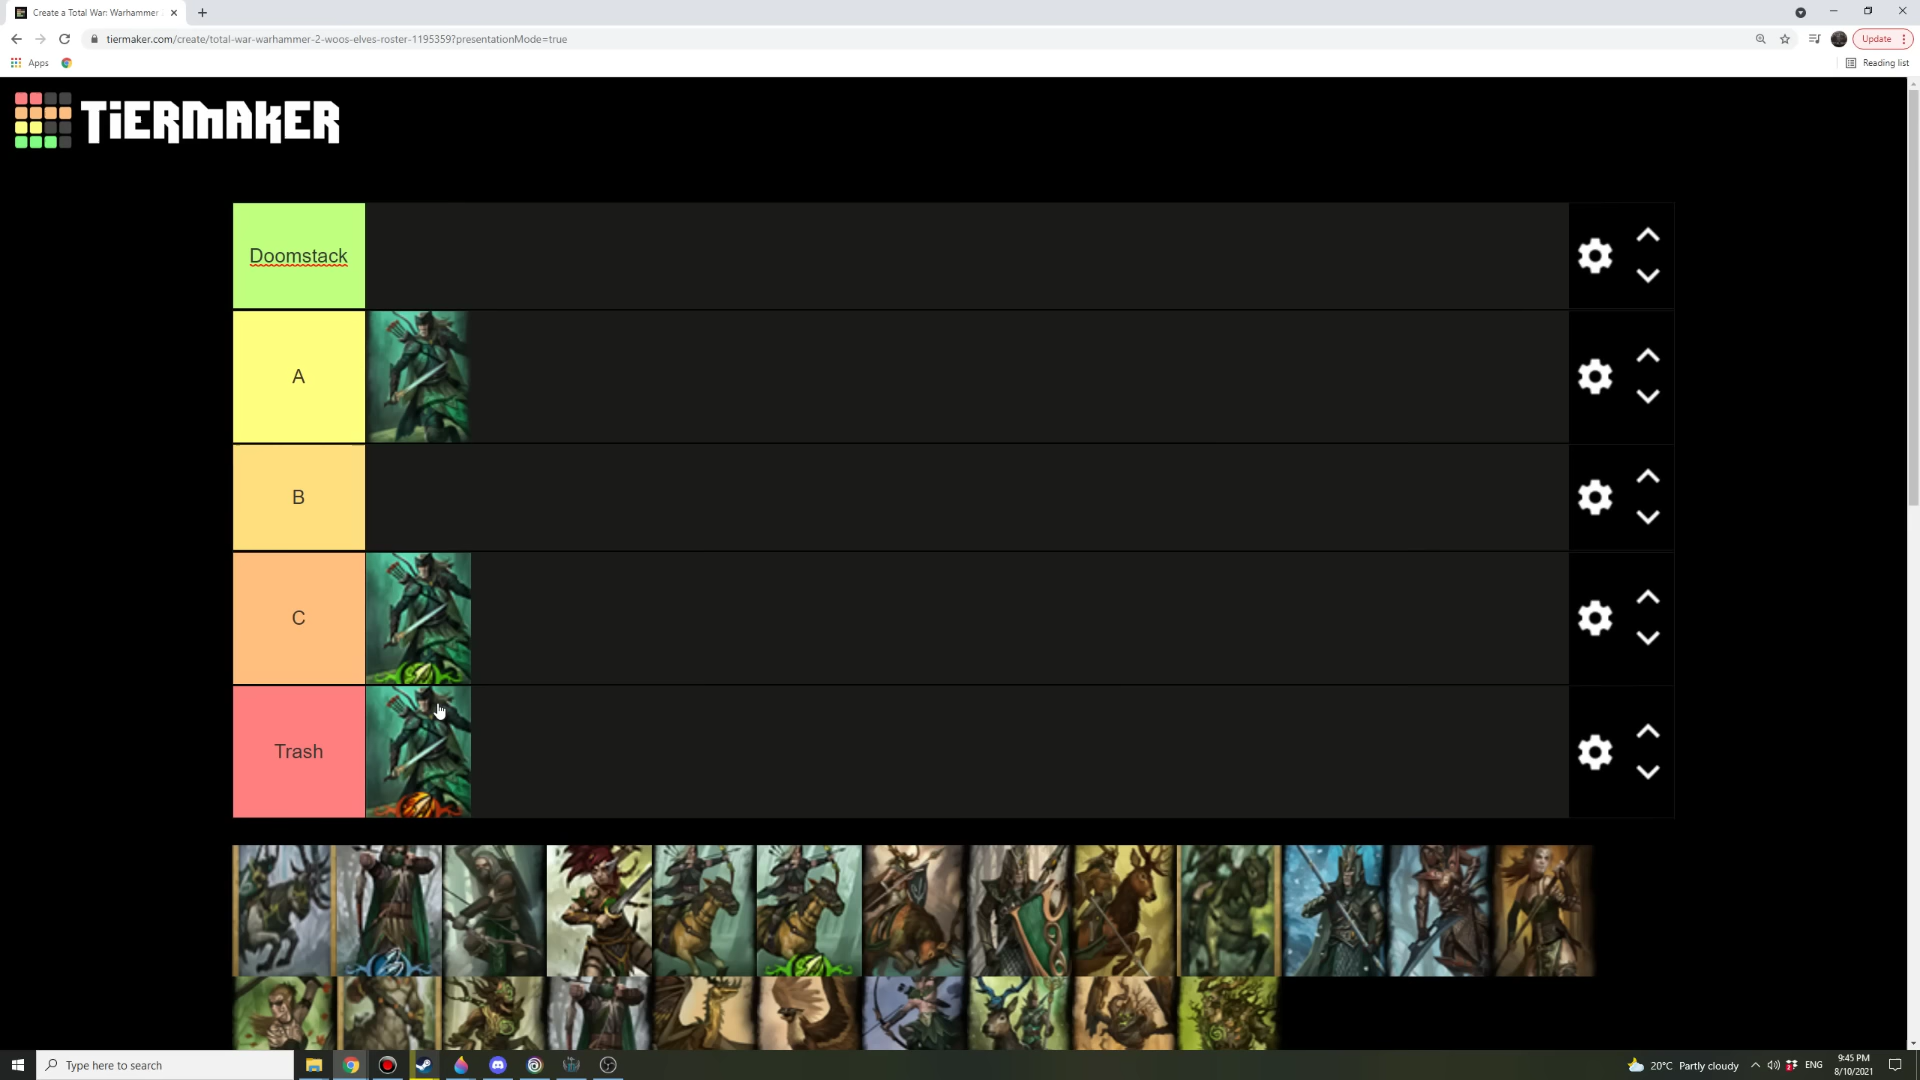 Create a Total War: Warhammer
tiermaker.com/create/total-war-warhammer-2-woos-elves-roster-1195359?presentationMode=true
Update
Apps
Reading list
TiERMAKER
Doomstack
A
B
C
Trash
Type here to search
20°C Partly cloudy
ENG
9:45 PM
8/10/2021